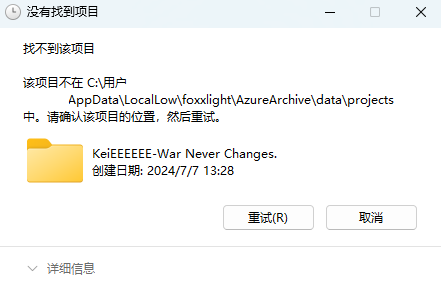 没有找到项目
找不到该项目
该项目不在 C:\用户
AppData\LocalLow\foxxlight\AzureArchive\data\projects
中。请确认该项目的位置，然后重试。
KeiEEEEEE-War Never Changes.
创建日期: 2024/7/7 13:28
重试(R)
取消
详细信息